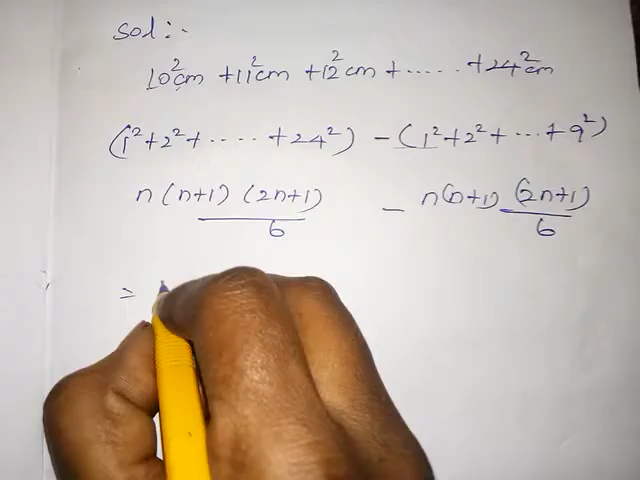 Sol :-
10²cm + 11²cm + 12²cm + ..... + 24²cm
(1² + 2² + ..... + 24²) - (1² + 2² + ... + 9²)
n(n+1)(2n+1)/6 - n(n+1)(2n+1)/6
=